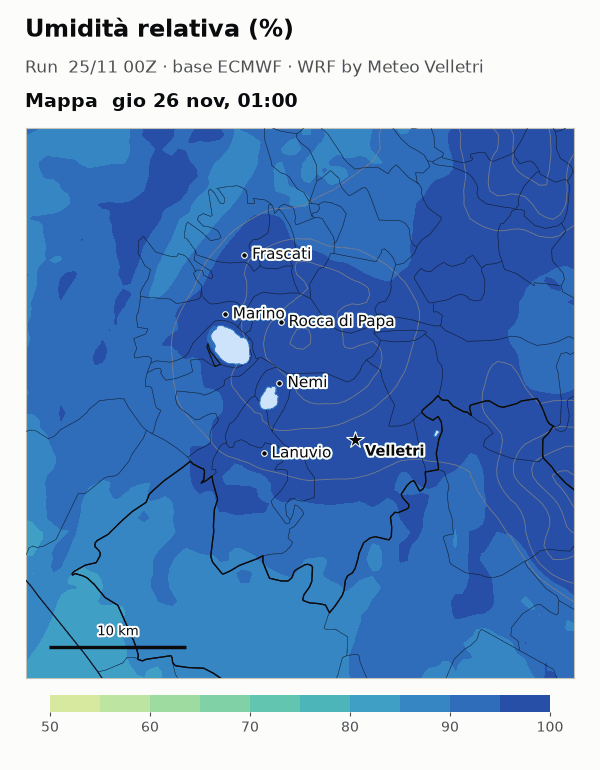 Umidità relativa (%)
Run  25/11 00Z · base ECMWF · WRF by Meteo Velletri
Mappa  gio 26 nov, 01:00
Frascati
Marino
Rocca di Papa
Nemi
Velletri
Lanuvio
10 km
50 60 70 80 90 100